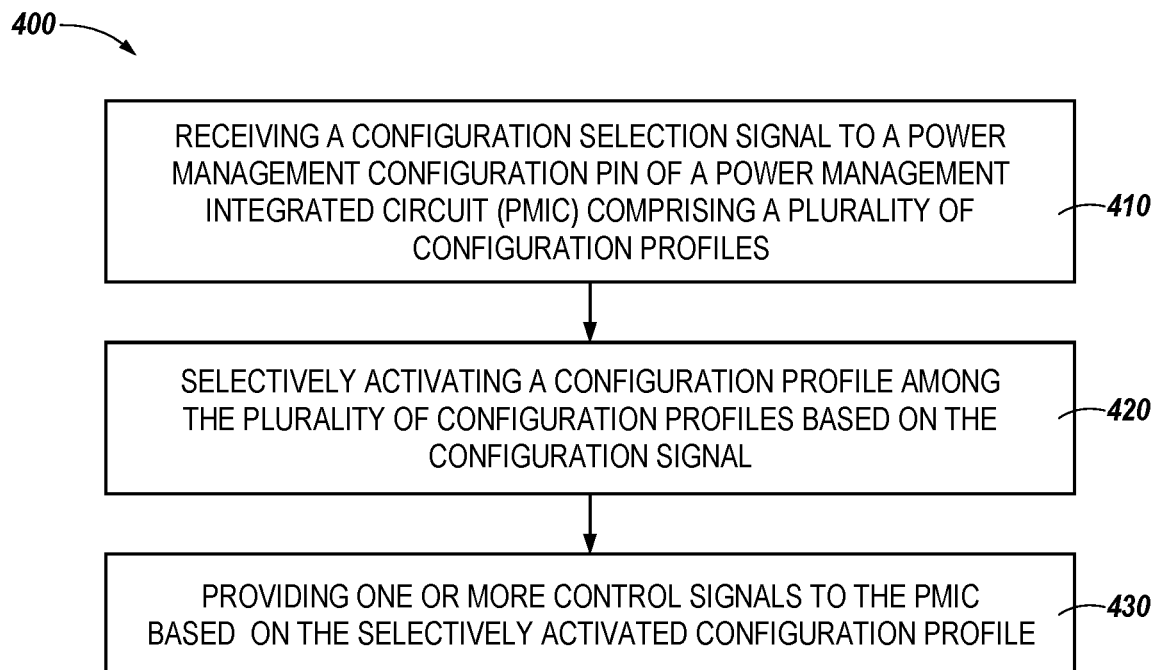 400
RECEIVING A CONFIGURATION SELECTION SIGNAL TO A POWER
MANAGEMENT CONFIGURATION PIN OF A POWER MANAGEMENT
INTEGRATED CIRCUIT (PMIC) COMPRISING A PLURALITY OF
CONFIGURATION PROFILES
410
SELECTIVELY ACTIVATING A CONFIGURATION PROFILE AMONG
THE PLURALITY OF CONFIGURATION PROFILES BASED ON THE
CONFIGURATION SIGNAL
420
PROVIDING ONE OR MORE CONTROL SIGNALS TO THE PMIC
BASED ON THE SELECTIVELY ACTIVATED CONFIGURATION PROFILE
430